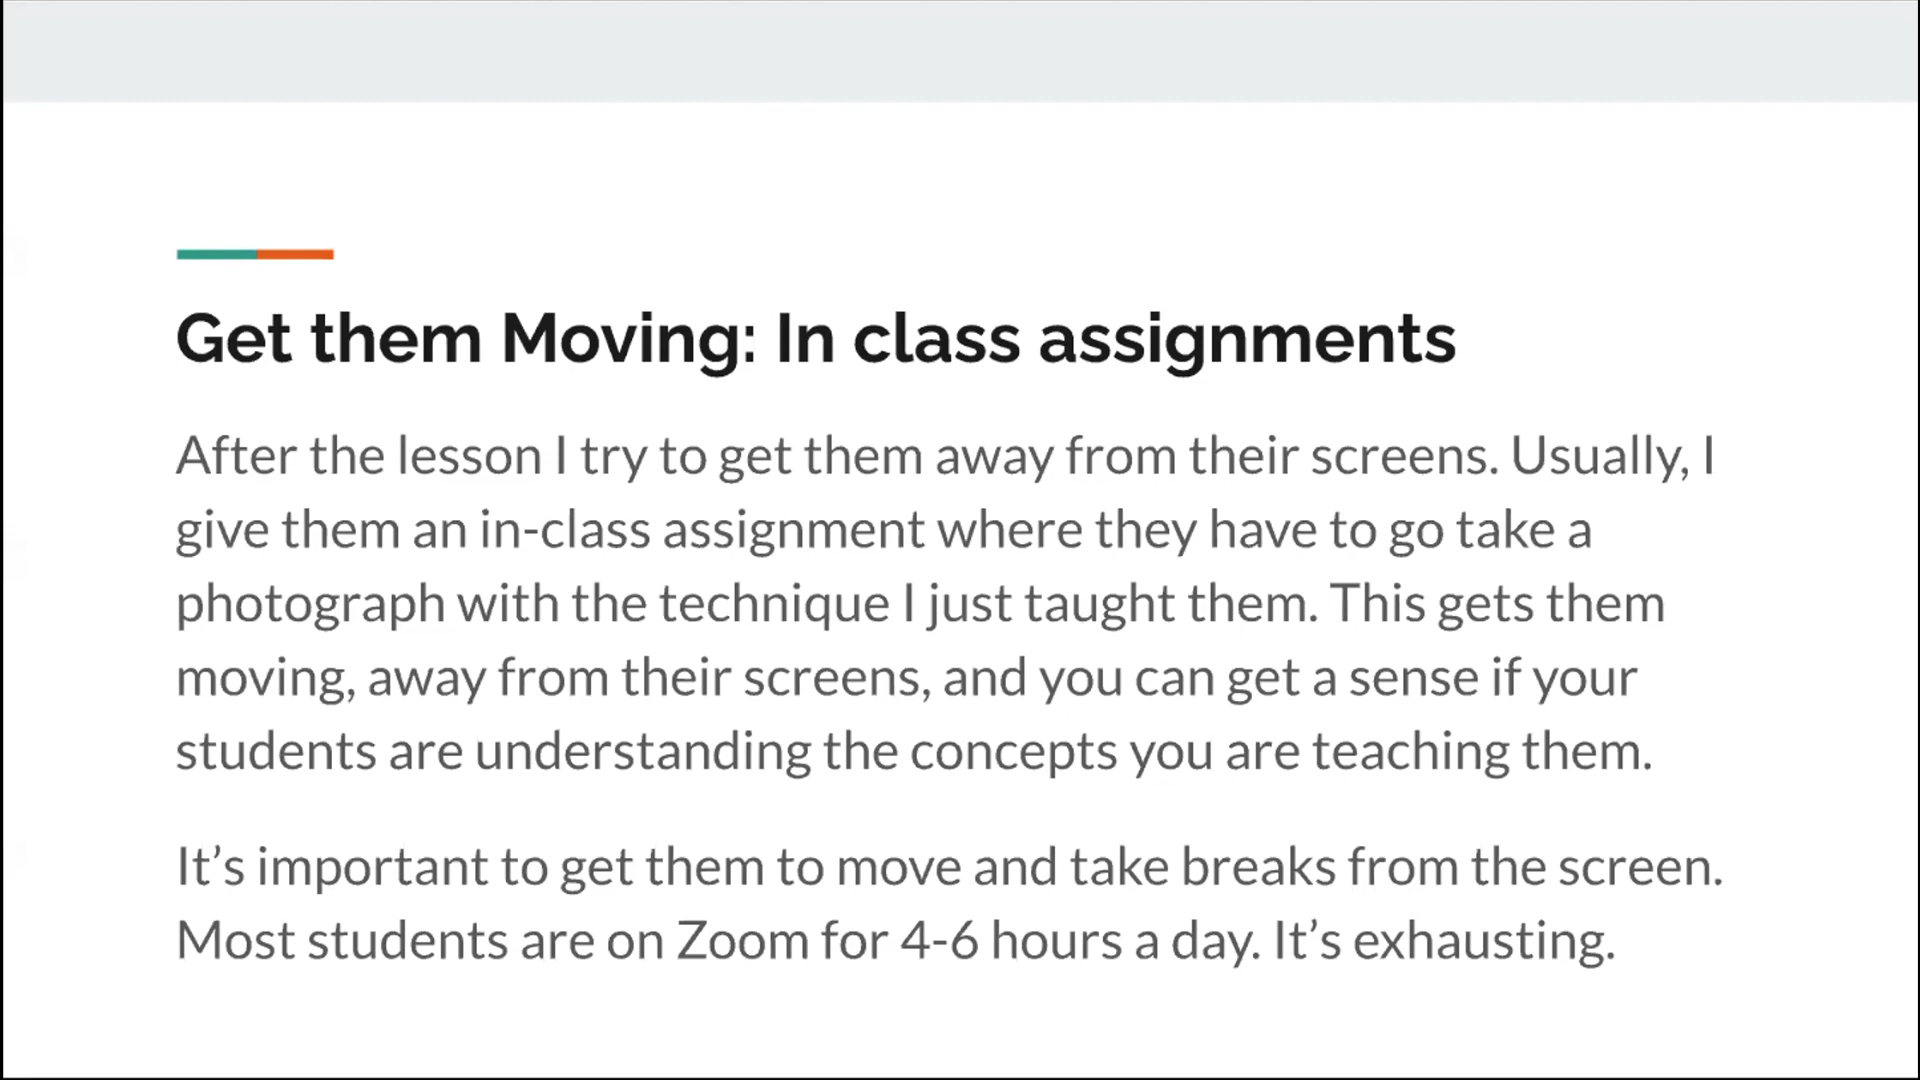 Get them Moving: In class assignments
After the lesson I try to get them away from their screens. Usually, I
give them an in-class assignment where they have to go take a
photograph with the technique I just taught them. This gets them
moving, away from their screens, and you can get a sense if your
students are understanding the concepts you are teaching them.
It’s important to get them to move and take breaks from the screen.
Most students are on Zoom for 4-6 hours a day. It’s exhausting.